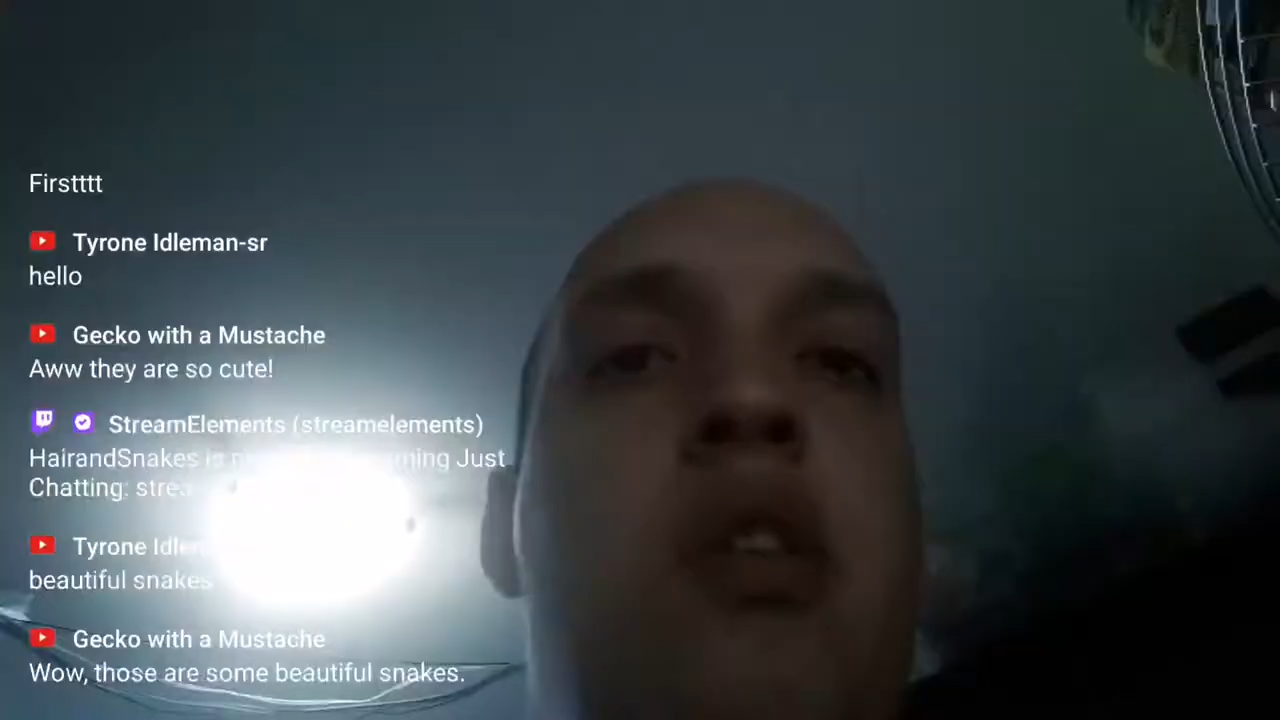 Firstttt
Tyrone Idleman-sr
hello
Gecko with a Mustache
Aww they are so cute!
StreamElements (streamelements)
HairandSnakes is Just
Chatting:
Tyrone
beautiful snakes
Gecko with a Mustache
Wow, those are some beautiful snakes.